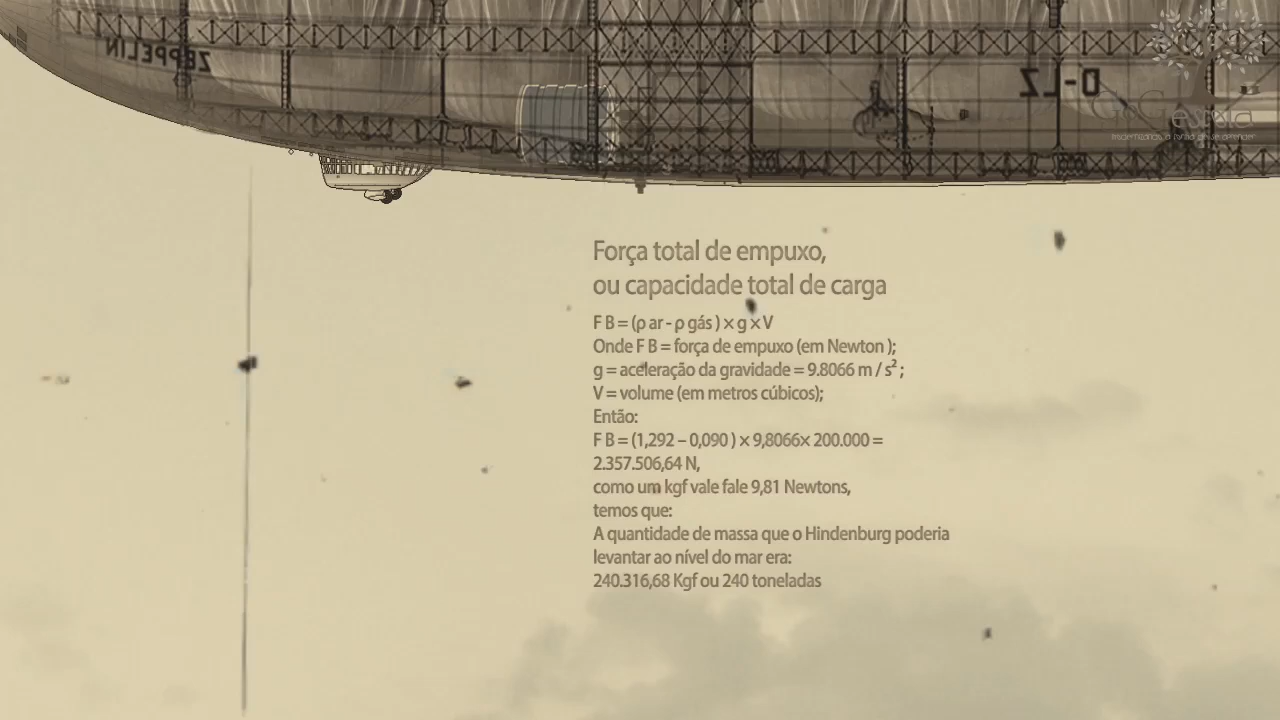 ZEPPELIN
D-LZ
Força total de empuxo,
ou capacidade total de carga
F B = (ρ ar - ρ gás ) × g × V
Onde F B = força de empuxo (em Newton );
g = aceleração da gravidade = 9.8066 m / s² ;
V = volume (em metros cúbicos);
Então:
F B = (1,292 – 0,090 ) × 9,8066× 200.000 =
2.357.506,64 N,
como um kgf vale fale 9,81 Newtons,
temos que:
A quantidade de massa que o Hindenburg poderia
levantar ao nível do mar era:
240.316,68 Kgf ou 240 toneladas